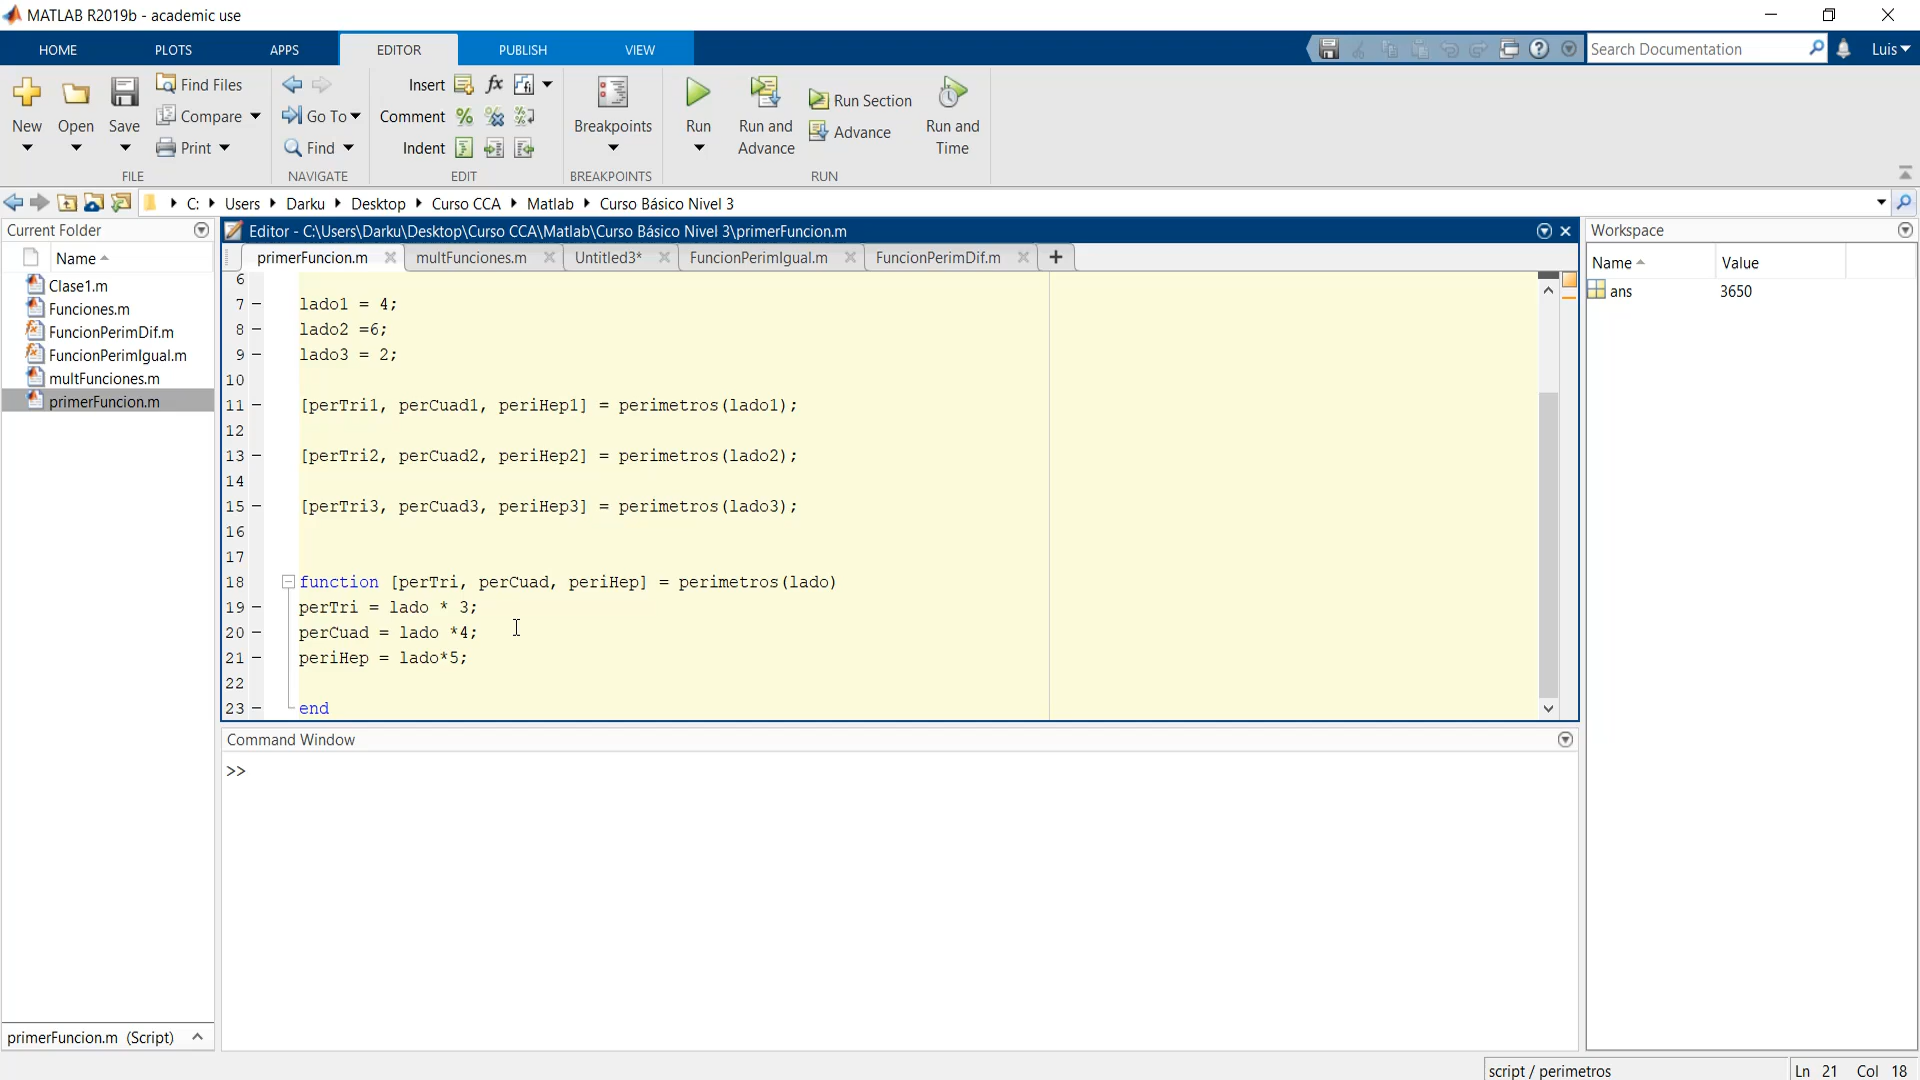 MATLAB R2019b - academic use
HOME PLOTS APPS EDITOR PUBLISH VIEW Search Documentation Luis
New Open Save Find Files Compare Print FILE
Go To Find NAVIGATE
Insert fx
Comment
Indent
EDIT
Breakpoints
BREAKPOINTS
Run
Run and Advance
Run Section
Advance
Run and Time
RUN
C: Users Darku Desktop Curso CCA Matlab Curso Básico Nivel 3
Current Folder
Name
Clase1.m
Funciones.m
FuncionPerimDif.m
FuncionPerimIgual.m
multFunciones.m
primerFuncion.m
primerFuncion.m (Script)
Editor - C:\Users\Darku\Desktop\Curso CCA\Matlab\Curso Básico Nivel 3\primerFuncion.m
primerFuncion.m multFunciones.m Untitled3* FuncionPerimIgual.m FuncionPerimDif.m +
6
7 - lado1 = 4;
8 - lado2 =6;
9 - lado3 = 2;
10
11 - [perTri1, perCuad1, periHep1] = perimetros(lado1);
12
13 - [perTri2, perCuad2, periHep2] = perimetros(lado2);
14
15 - [perTri3, perCuad3, periHep3] = perimetros(lado3);
16
17
18 function [perTri, perCuad, periHep] = perimetros(lado)
19 - perTri = lado * 3;
20 - perCuad = lado *4;
21 - periHep = lado*5;
22
23 - end
Command Window
>>
Workspace
Name Value
ans 3650
script / perimetros Ln 21 Col 18